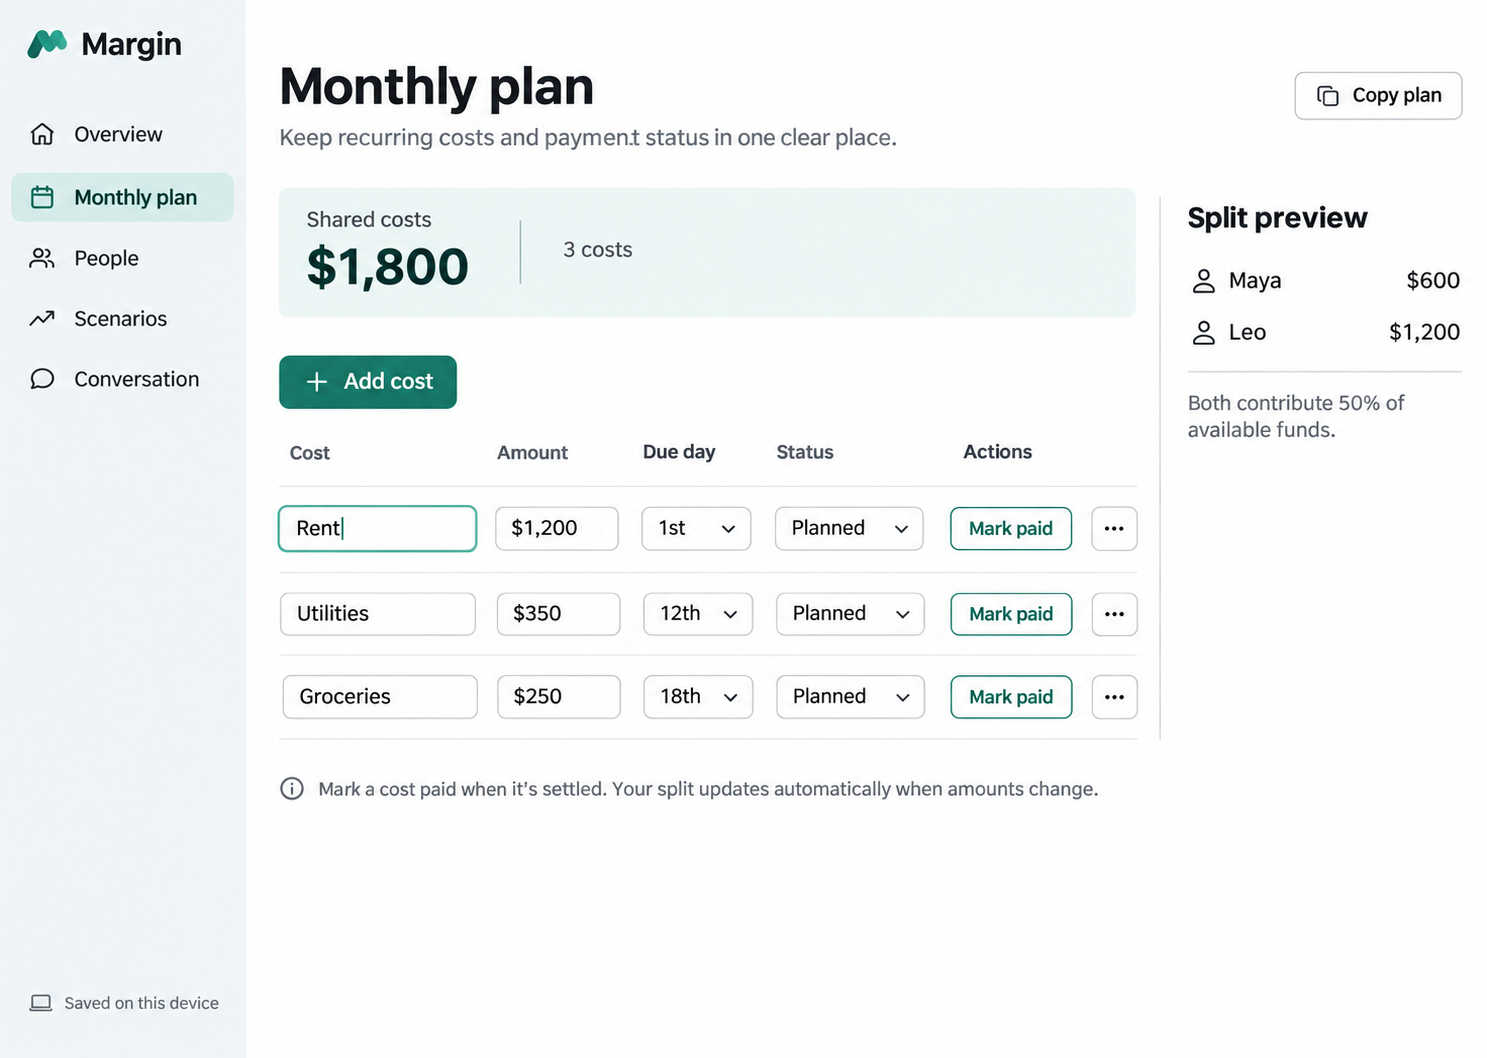 Margin
Overview
Monthly plan
People
Scenarios
Conversation
Saved on this device
Monthly plan
Keep recurring costs and payment status in one clear place.
Copy plan
Shared costs
$1,800
3 costs
+ Add cost
Cost Amount Due day Status Actions
Rent $1,200 1st Planned Mark paid ...
Utilities $350 12th Planned Mark paid ...
Groceries $250 18th Planned Mark paid ...
Mark a cost paid when it's settled. Your split updates automatically when amounts change.
Split preview
Maya $600
Leo $1,200
Both contribute 50% of
available funds.